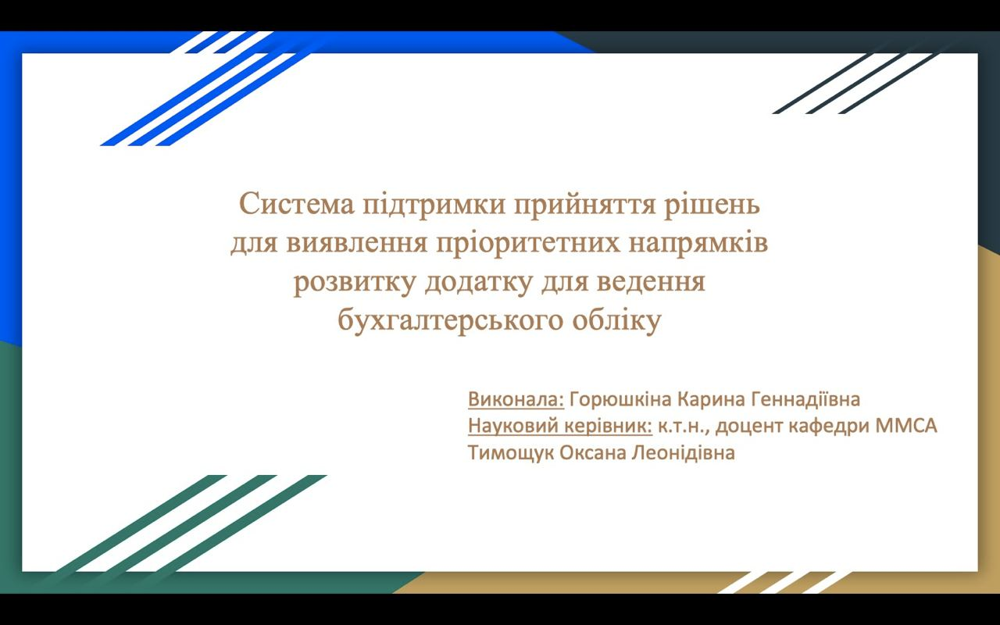 Система підтримки прийняття рішень
для виявлення пріоритетних напрямків
розвитку додатку для ведення
бухгалтерського обліку
Виконала: Горюшкіна Карина Геннадіївна
Науковий керівник: к.т.н., доцент кафедри ММСА
Тимощук Оксана Леонідівна